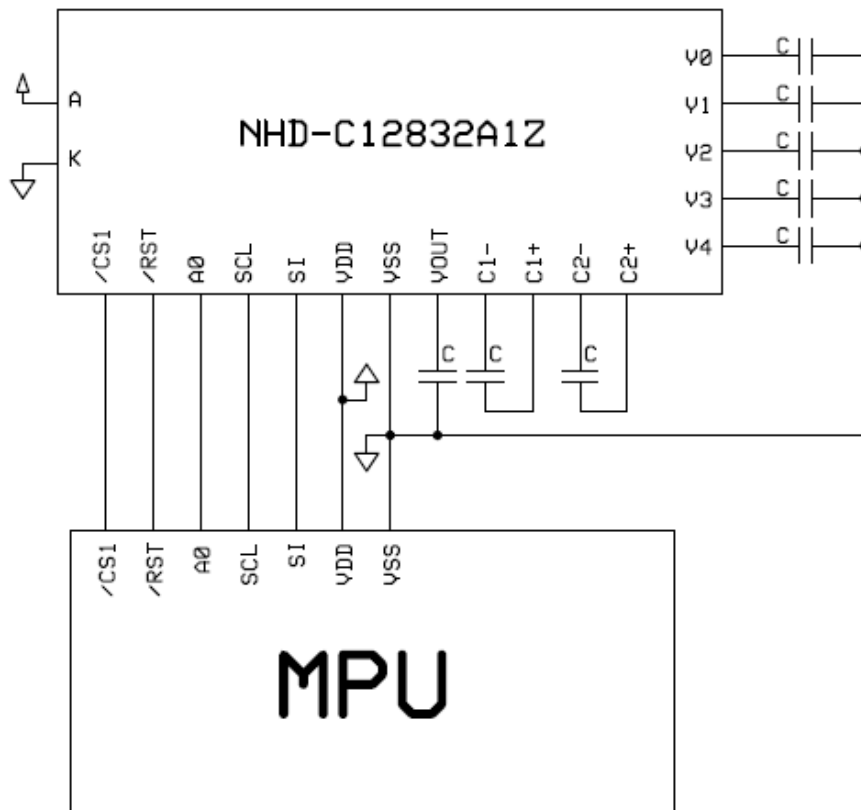 V0 C
A V1 C
NHD-C12832A1Z
K V2 C
V3 C
V4 C
/CS1 /RST A0 SCL SI VDD VSS VOUT C1- C1+ C2- C2+
C C C
/CS1 /RST A0 SCL SI VDD VSS
MPU